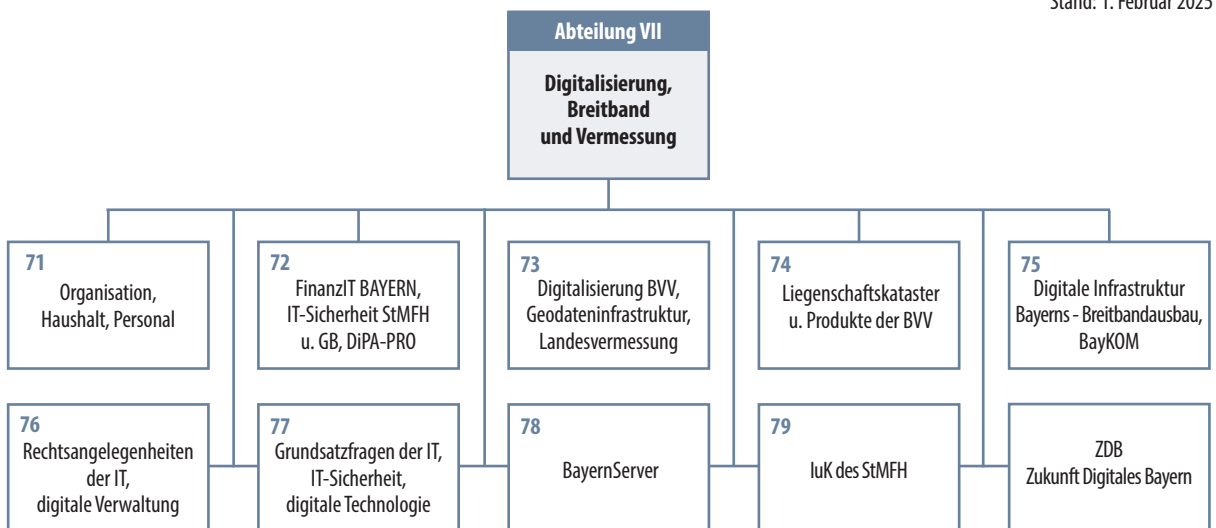 Stand: 1. Februar 2025
Abteilung VII
Digitalisierung,
Breitband
und Vermessung
71
Organisation,
Haushalt, Personal
72
FinanzIT BAYERN,
IT-Sicherheit StMFH
u. GB, DiPA-PRO
73
Digitalisierung BVV,
Geodateninfrastruktur,
Landesvermessung
74
Liegenschaftskataster
u. Produkte der BVV
75
Digitale Infrastruktur
Bayerns - Breitbandausbau,
BayKOM
76
Rechtsangelegenheiten
der IT,
digitale Verwaltung
77
Grundsatzfragen der IT,
IT-Sicherheit,
digitale Technologie
78
BayernServer
79
IuK des StMFH
ZDB
Zukunft Digitales Bayern